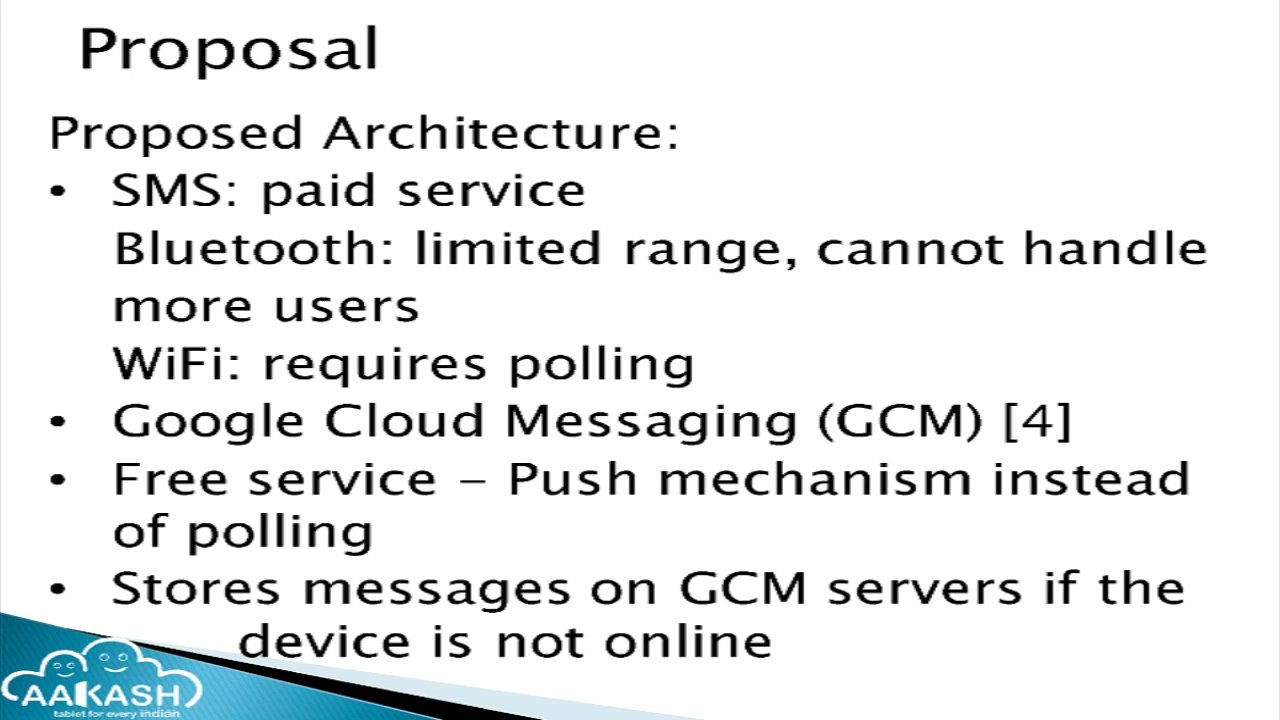 Proposal
Proposed Architecture:
• SMS: paid service
Bluetooth: limited range, cannot handle
more users
WiFi: requires polling
• Google Cloud Messaging (GCM) [4]
• Free service – Push mechanism instead
of polling
• Stores messages on GCM servers if the
device is not online
AAKASH
tablet for every indian